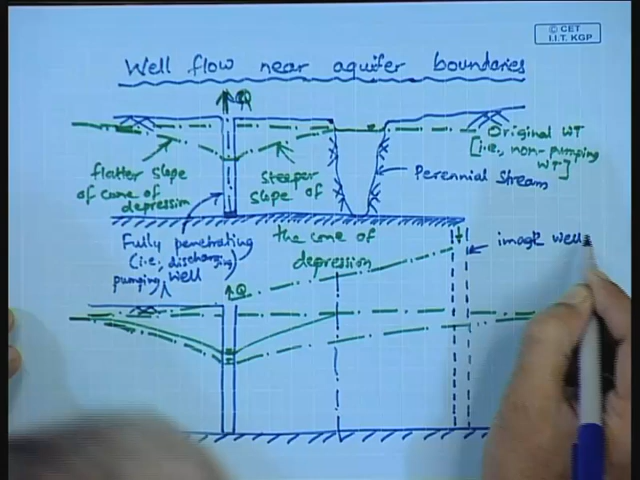 © CET
I.I.T. KGP
Well flow near aquifer boundaries
Q
Original WT
[i.e., non-pumping
WT]
flatter slope
of cone of
depression
steeper
slope of
the cone of
depression
Perennial Stream
Fully penetrating
(i.e., discharging)
pumping well
image well
Q